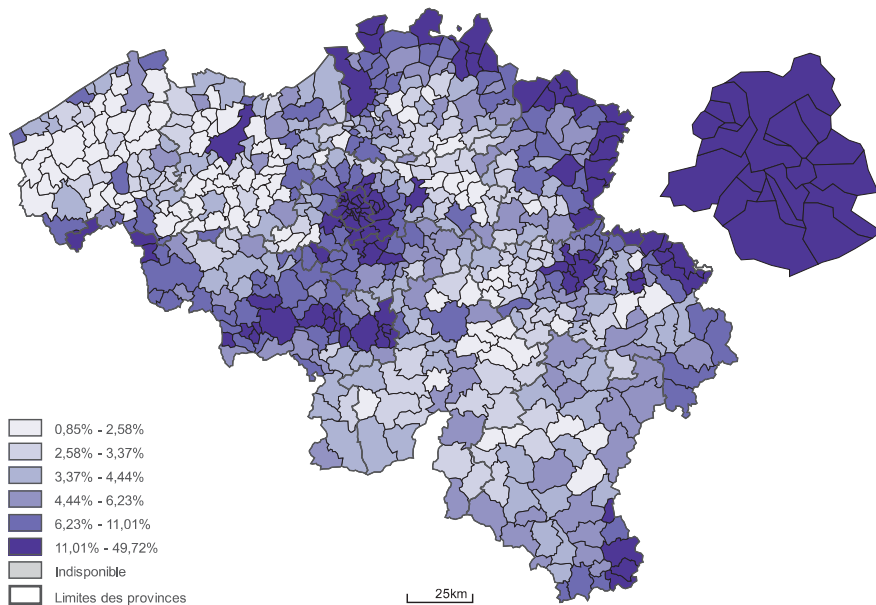 0,85% - 2,58%
2,58% - 3,37%
3,37% - 4,44%
4,44% - 6,23%
6,23% - 11,01%
11,01% - 49,72%
Indisponible
Limites des provinces
25km